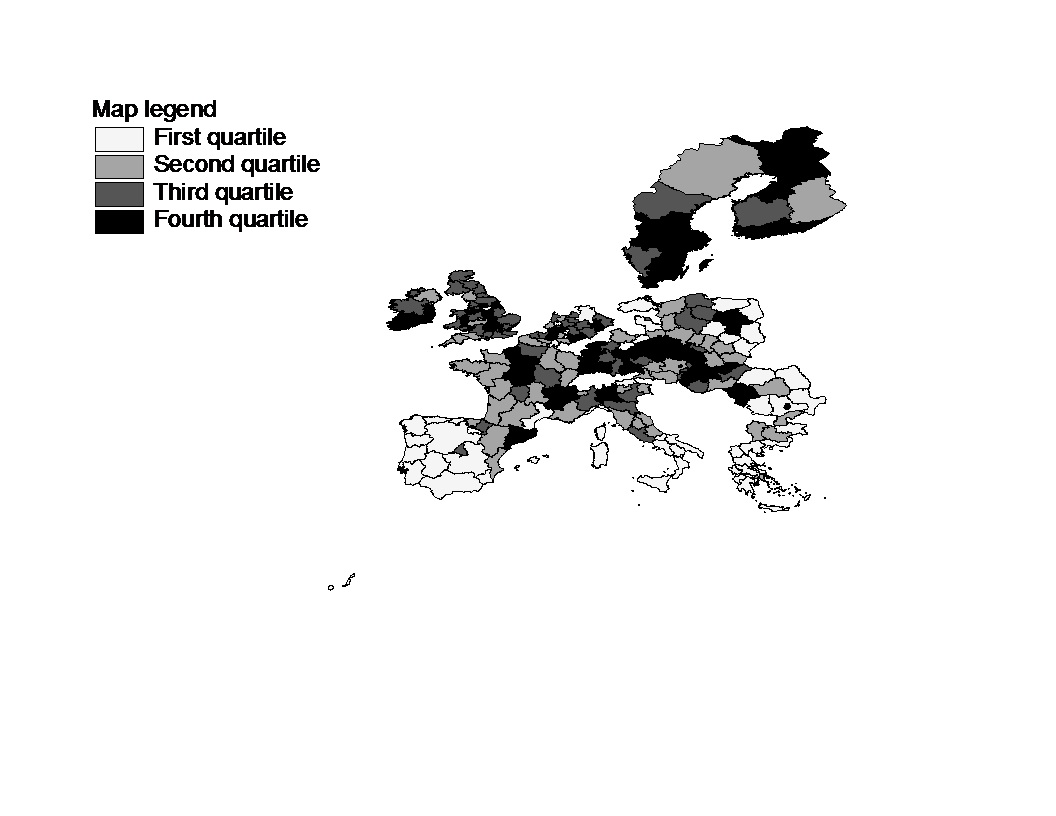 Map legend
First quartile
Second quartile
Third quartile
Fourth quartile